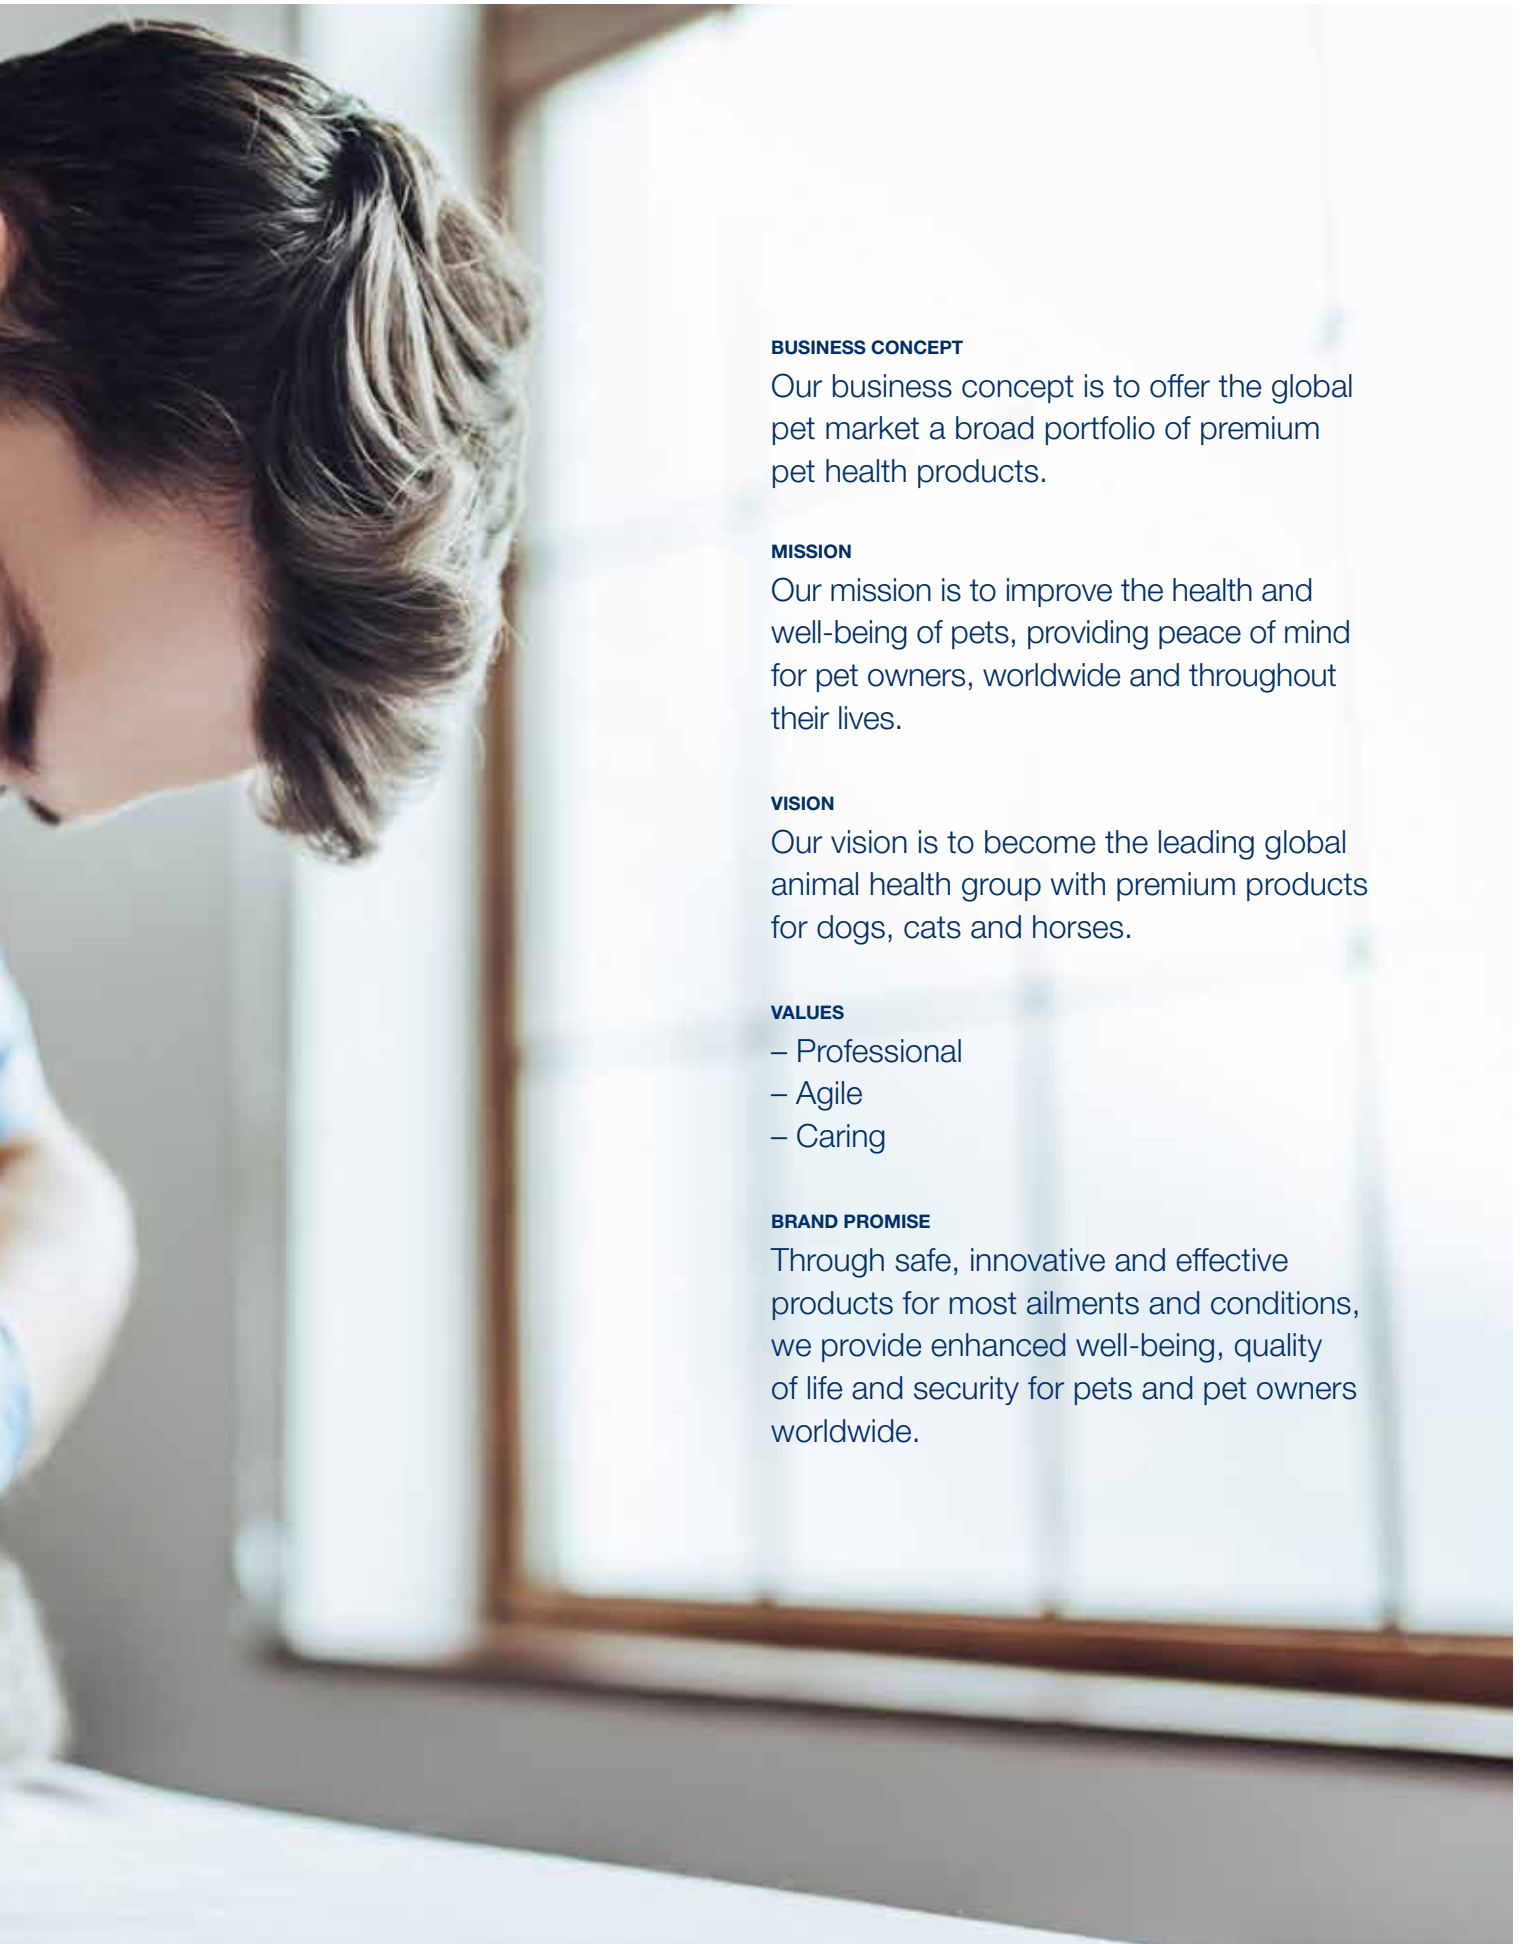 BUSINESS CONCEPT
Our business concept is to offer the global
pet market a broad portfolio of premium
pet health products.
MISSION
Our mission is to improve the health and
well-being of pets, providing peace of mind
for pet owners, worldwide and throughout
their lives.
VISION
Our vision is to become the leading global
animal health group with premium products
for dogs, cats and horses.
VALUES
– Professional
– Agile
– Caring
BRAND PROMISE
Through safe, innovative and effective
products for most ailments and conditions,
we provide enhanced well-being, quality
of life and security for pets and pet owners
worldwide.